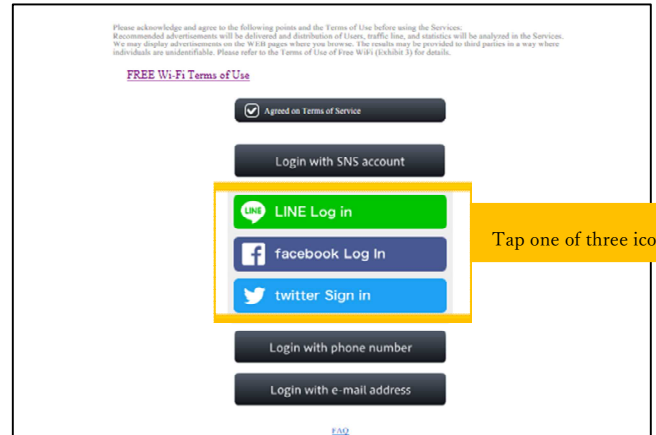 Please acknowledge and agree to the following points and the Terms of Use before using the Services.
Recommended advertisements will be delivered and distribution of Users, traffic line, and statistics will be analyzed in the Services.
We may display advertisements on the WEB pages where you browse. The results may be provided to third parties in a way where
individuals are unidentifiable. Please refer to the Terms of Use of Free WiFi (Exhibit 3) for details.
FREE Wi-Fi Terms of Use
Agreed on Terms of Service
Login with SNS account
LINE LINE Log in
facebook Log In
twitter Sign in
Tap one of three ico
Login with phone number
Login with e-mail address
FAQ